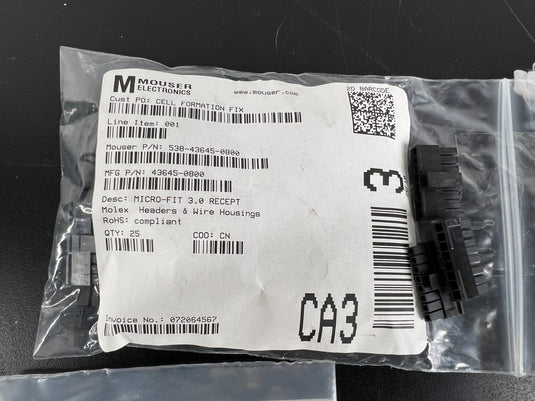 M MOUSER
ELECTRONICS
www.mouser.com
2D BARCODE
Cust PO: CELL FORMATION FIX
Line Item: 001
Mouser P/N: 538-43645-0800
MFG P/N: 43645-0800
Desc: MICRO-FIT 3.0 RECEPT
Molex Headers & Wire Housings
RoHS: compliant
QTY: 25 COO: CN
Invoice No.: 072064567
3
CA3